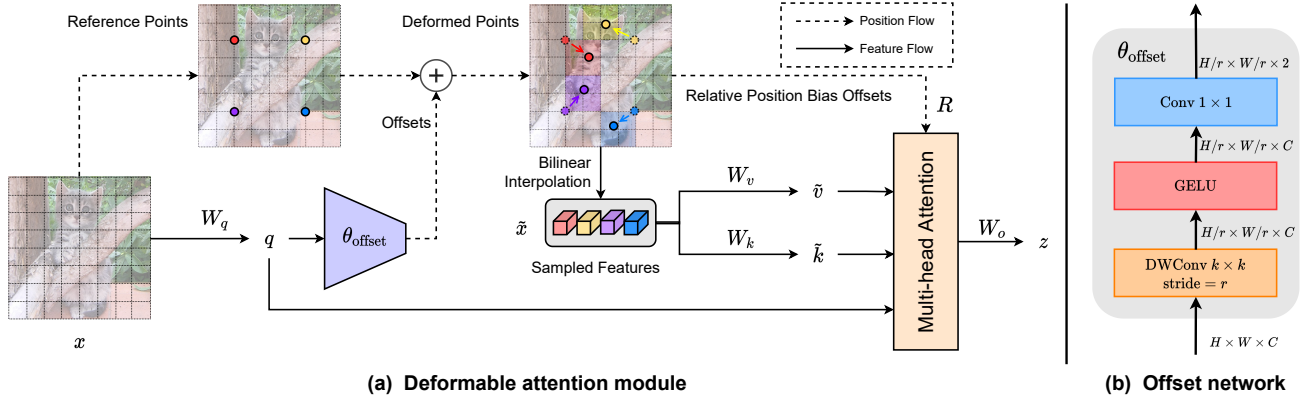 Reference Points
Deformed Points
Position Flow
Feature Flow
Offsets
Relative Position Bias Offsets
R
Bilinear
Interpolation
W_q
q
θ_offset
x̃
Sampled Features
W_v
ṽ
W_k
k̃
Multi-head Attention
W_o
z
x
(a) Deformable attention module
θ_offset
H/r × W/r × 2
Conv 1 × 1
H/r × W/r × C
GELU
H/r × W/r × C
DWConv k × k
stride = r
H × W × C
(b) Offset network